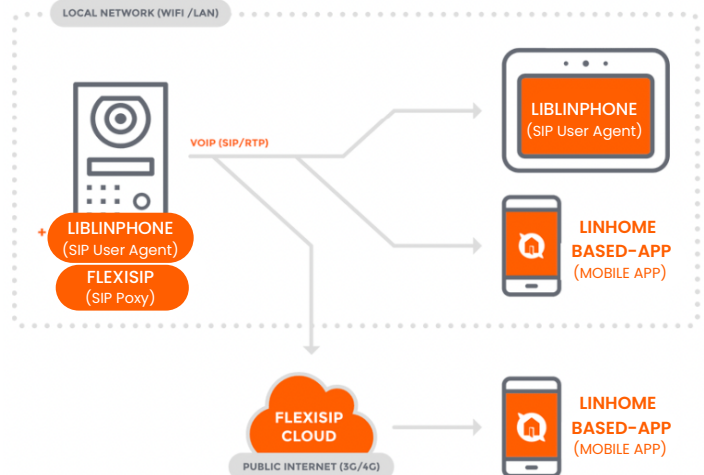 LOCAL NETWORK (WIFI /LAN)
VOIP (SIP/RTP)
LIBLINPHONE
(SIP User Agent)
+
LIBLINPHONE
(SIP User Agent)
FLEXISIP
(SIP Poxy)
LINHOME
BASED-APP
(MOBILE APP)
FLEXISIP
CLOUD
PUBLIC INTERNET (3G/4G)
LINHOME
BASED-APP
(MOBILE APP)